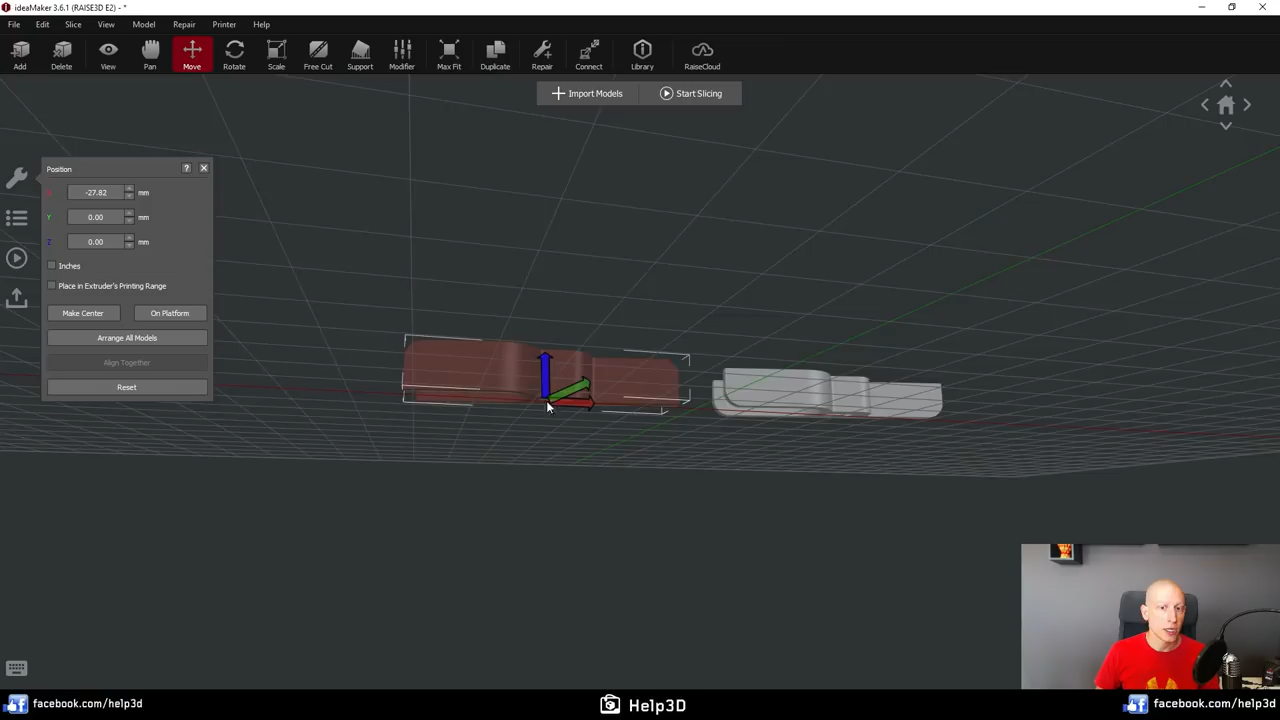 ideaMaker 3.6.1 (RAISE3D E2) - *
File Edit Slice View Model Repair Printer Help
Add Delete View Pan Move Rotate Scale Free Cut Support Modifier Max Fit Duplicate Repair Connect Library RaiseCloud
Import Models Start Slicing
Position ?
X -27.82 mm
Y 0.00 mm
Z 0.00 mm
Inches
Place in Extruder's Printing Range
Make Center On Platform
Arrange All Models
Align Together
Reset
facebook.com/help3d Help3D facebook.com/help3d